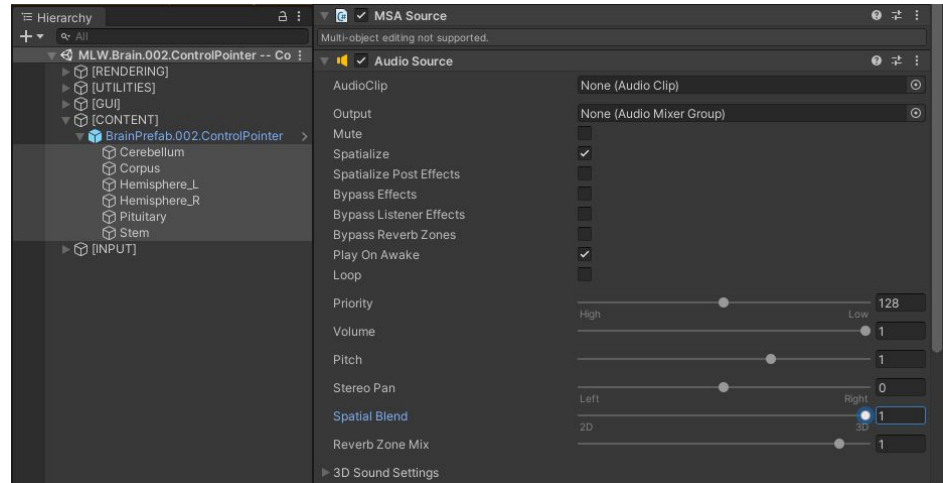 Hierarchy
All
MLW.Brain.002.ControlPointer -- Co
[RENDERING]
[UTILITIES]
[GUI]
[CONTENT]
BrainPrefab.002.ControlPointer
Cerebellum
Corpus
Hemisphere_L
Hemisphere_R
Pituitary
Stem
[INPUT]
MSA Source
Multi-object editing not supported.
Audio Source
AudioClip None (Audio Clip)
Output None (Audio Mixer Group)
Mute
Spatialize
Spatialize Post Effects
Bypass Effects
Bypass Listener Effects
Bypass Reverb Zones
Play On Awake
Loop
Priority 128
High Low
Volume 1
Pitch 1
Stereo Pan 0
Left Right
Spatial Blend 1
2D 3D
Reverb Zone Mix 1
3D Sound Settings